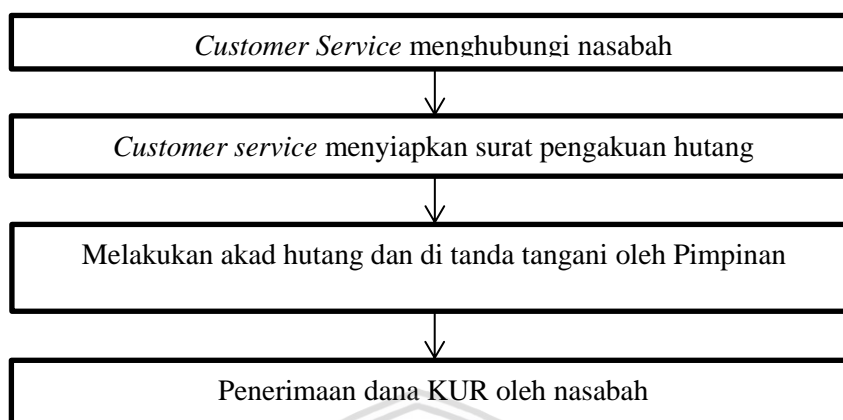 Customer Service menghubungi nasabah
Customer service menyiapkan surat pengakuan hutang
Melakukan akad hutang dan di tanda tangani oleh Pimpinan
Penerimaan dana KUR oleh nasabah